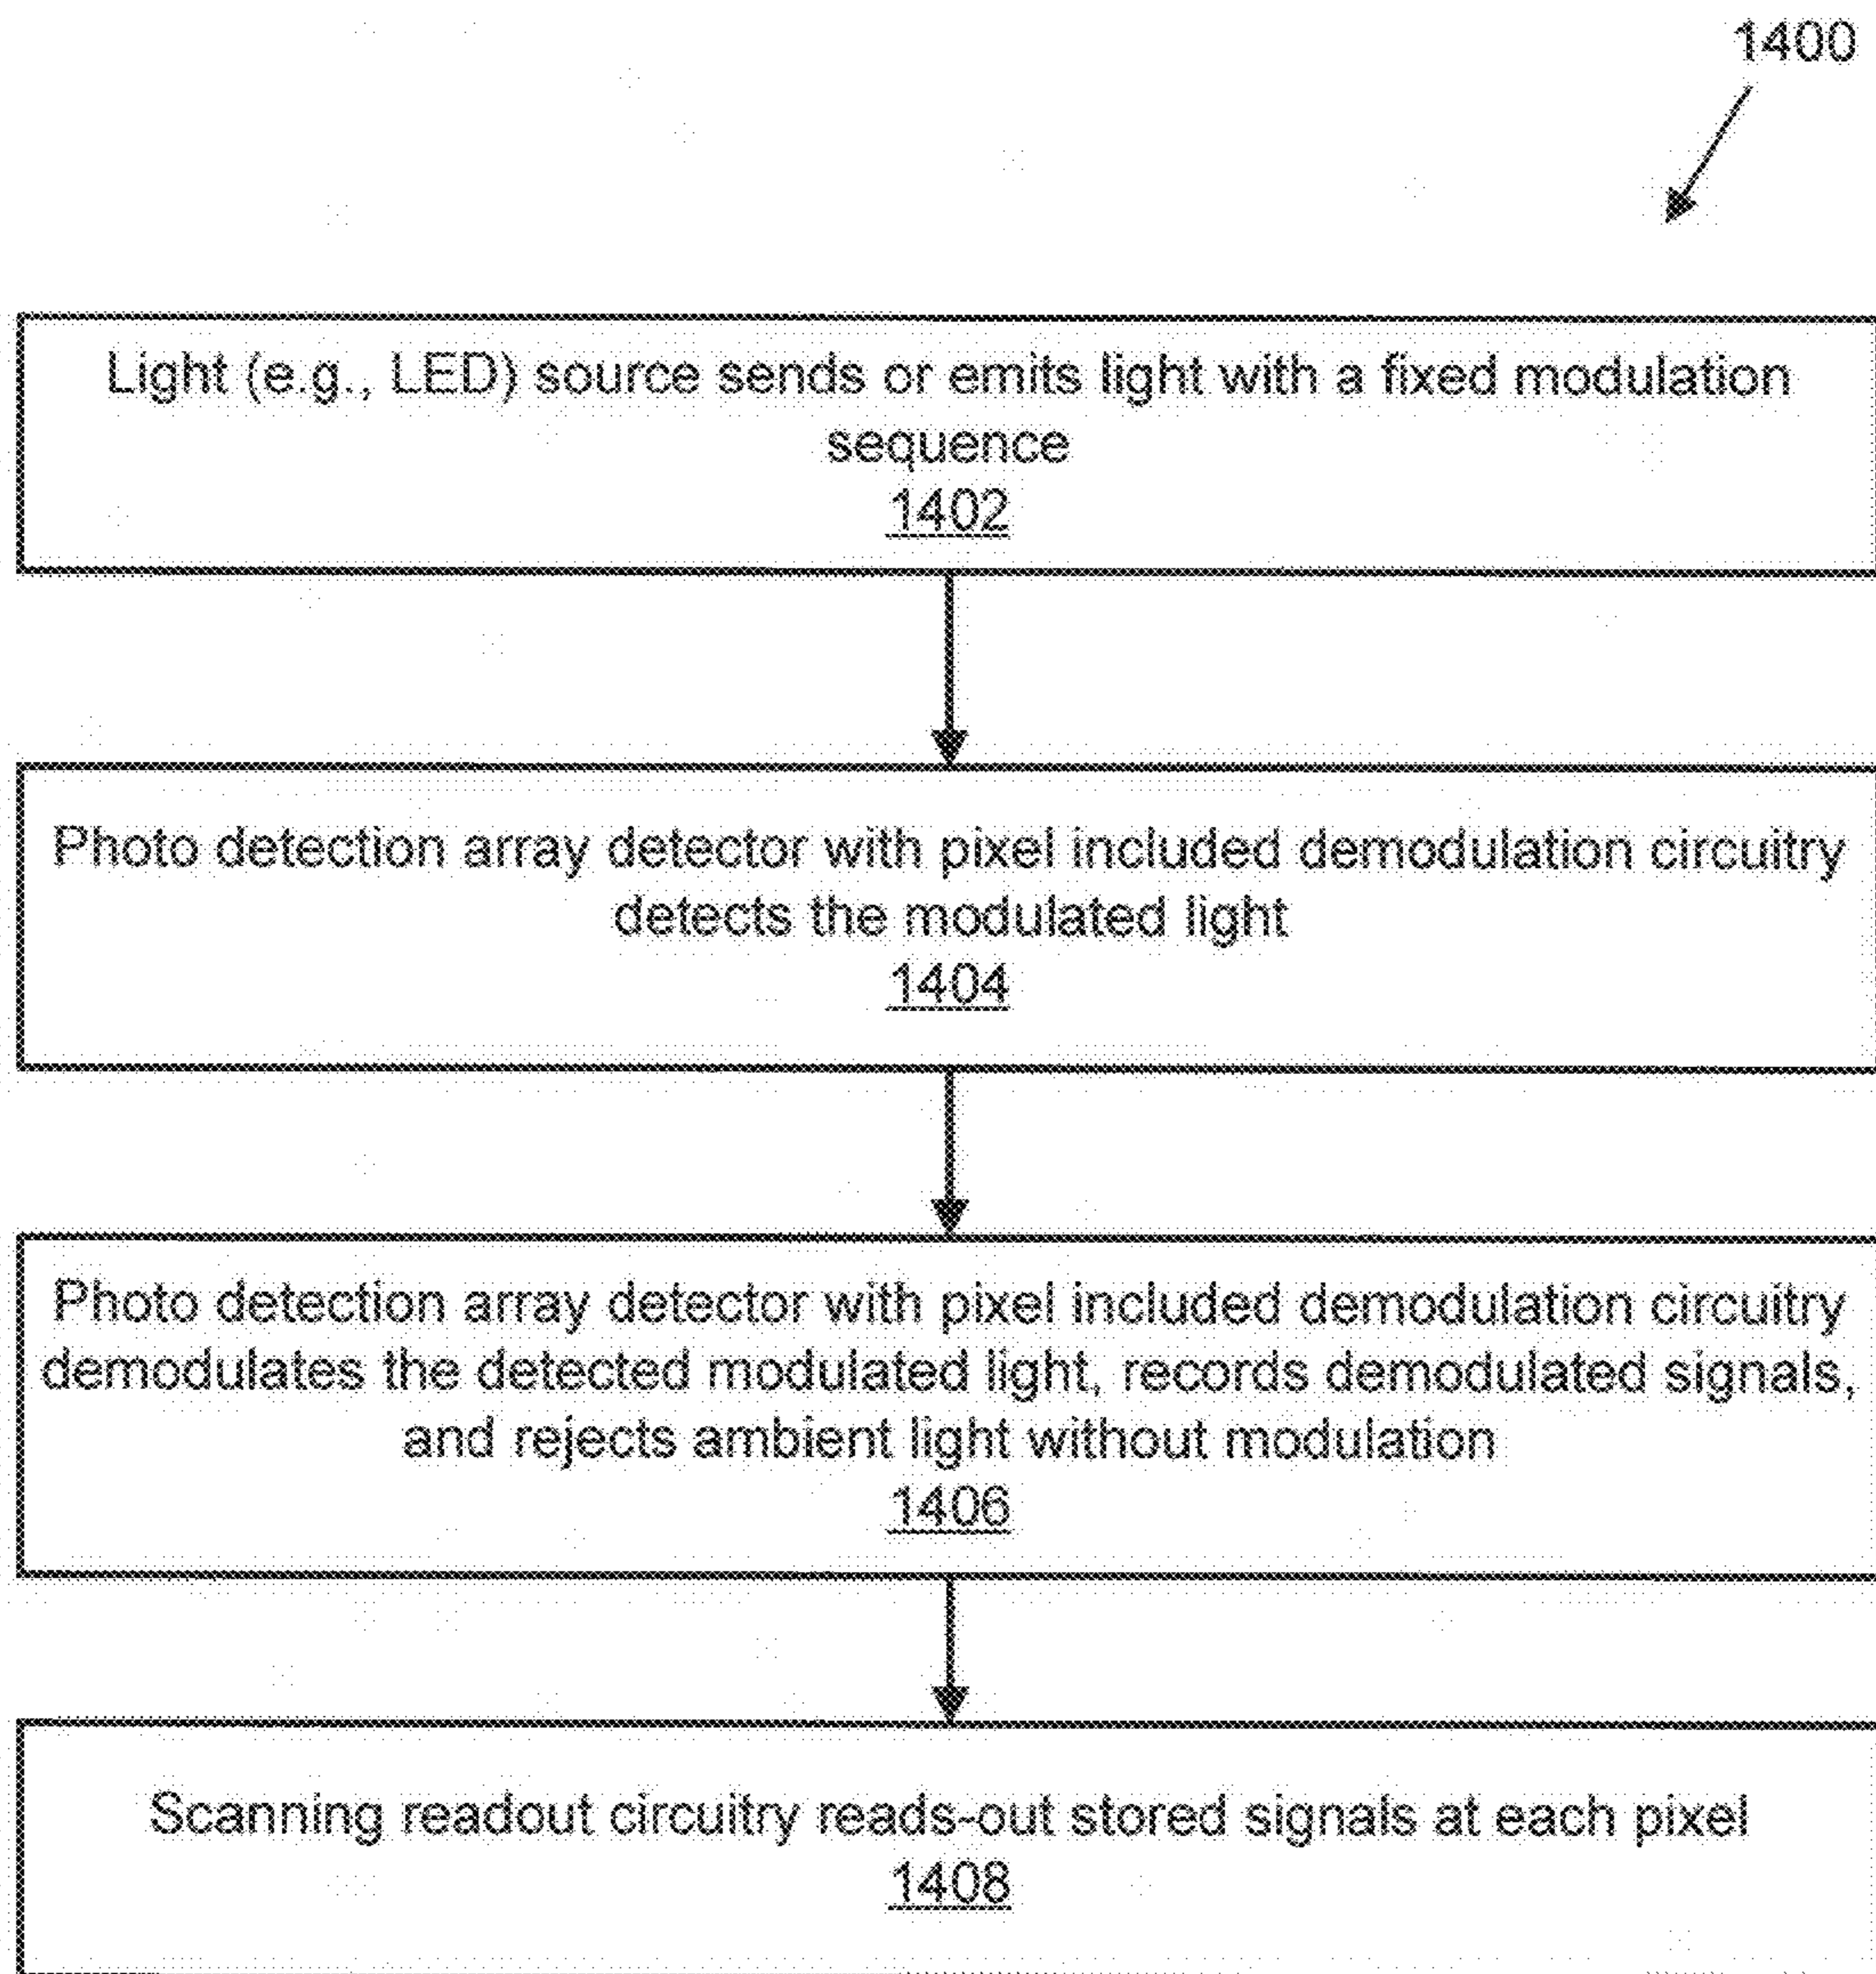 1400
Light (e.g., LED) source sends or emits light with a fixed modulation
sequence
1402
Photo detection array detector with pixel included demodulation circuitry
detects the modulated light
1404
Photo detection array detector with pixel included demodulation circuitry
demodulates the detected modulated light, records demodulated signals,
and rejects ambient light without modulation
1406
Scanning readout circuitry reads-out stored signals at each pixel
1408